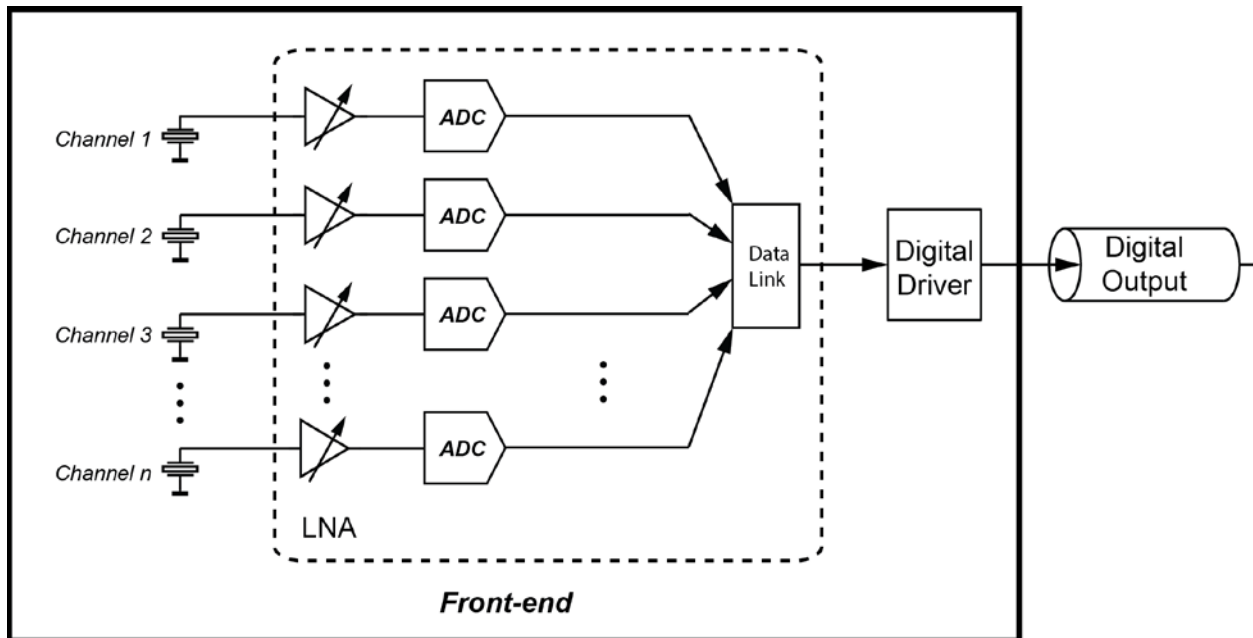 Channel 1
ADC
Channel 2
ADC
Channel 3
ADC
Channel n
ADC
LNA
Data
Link
Digital
Driver
Digital
Output
Front-end